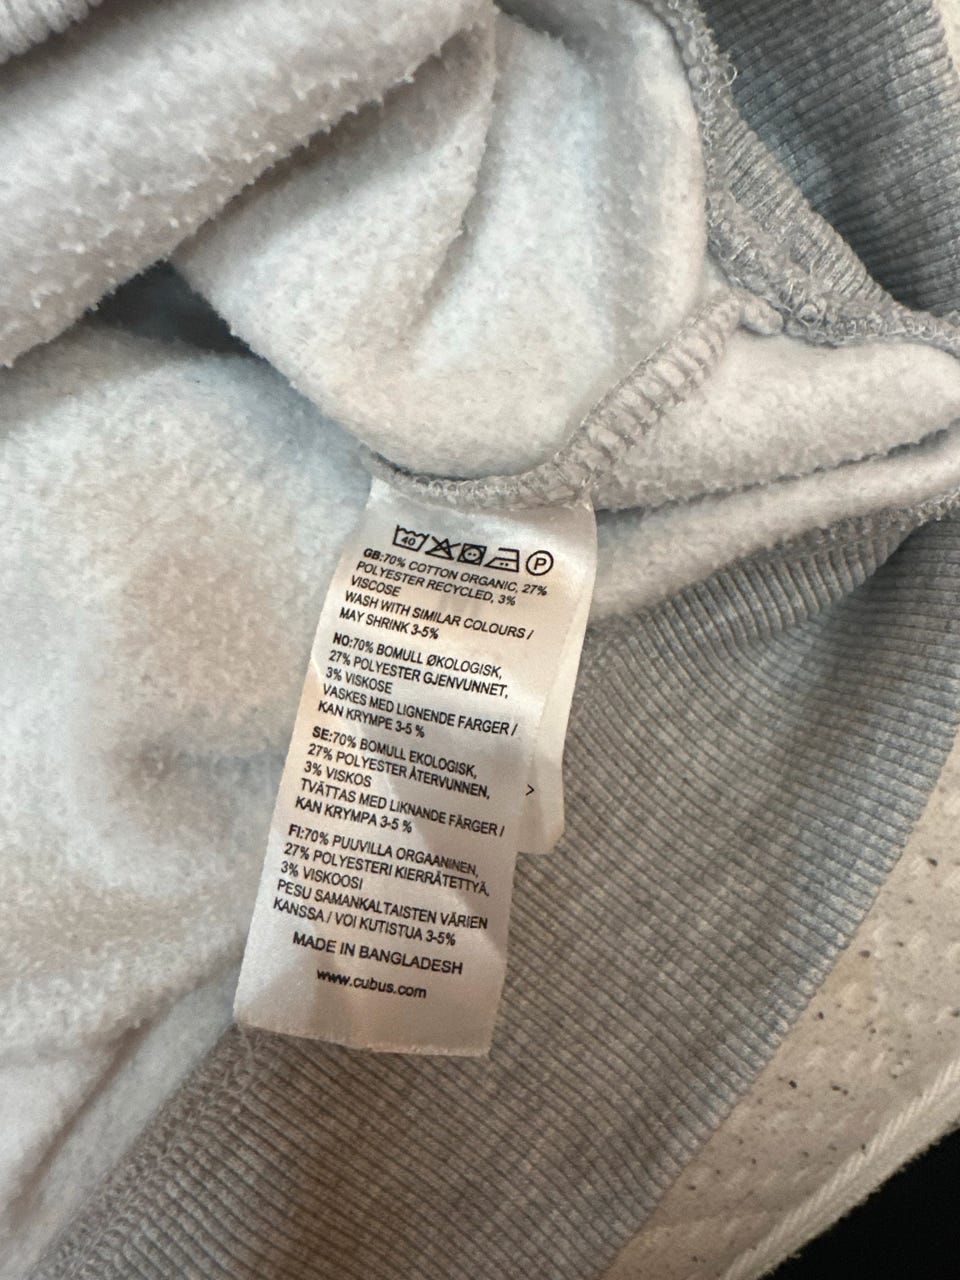 40 P
GB:70% COTTON ORGANIC, 27%
POLYESTER RECYCLED, 3%
VISCOSE
WASH WITH SIMILAR COLOURS /
MAY SHRINK 3-5%
NO:70% BOMULL ØKOLOGISK,
27% POLYESTER GJENVUNNET,
3% VISKOSE
VASKES MED LIGNENDE FARGER /
KAN KRYMPE 3-5 %
SE:70% BOMULL EKOLOGISK,
27% POLYESTER ÅTERVUNNEN,
3% VISKOS
TVÄTTAS MED LIKNANDE FÄRGER /
KAN KRYMPA 3-5 %
FI:70% PUUVILLA ORGAANINEN,
27% POLYESTERI KIERRÄTETTYÄ,
3% VISKOOSI
PESU SAMANKALTAISTEN VÄRIEN
KANSSA / VOI KUTISTUA 3-5%
MADE IN BANGLADESH
www.cubus.com
>